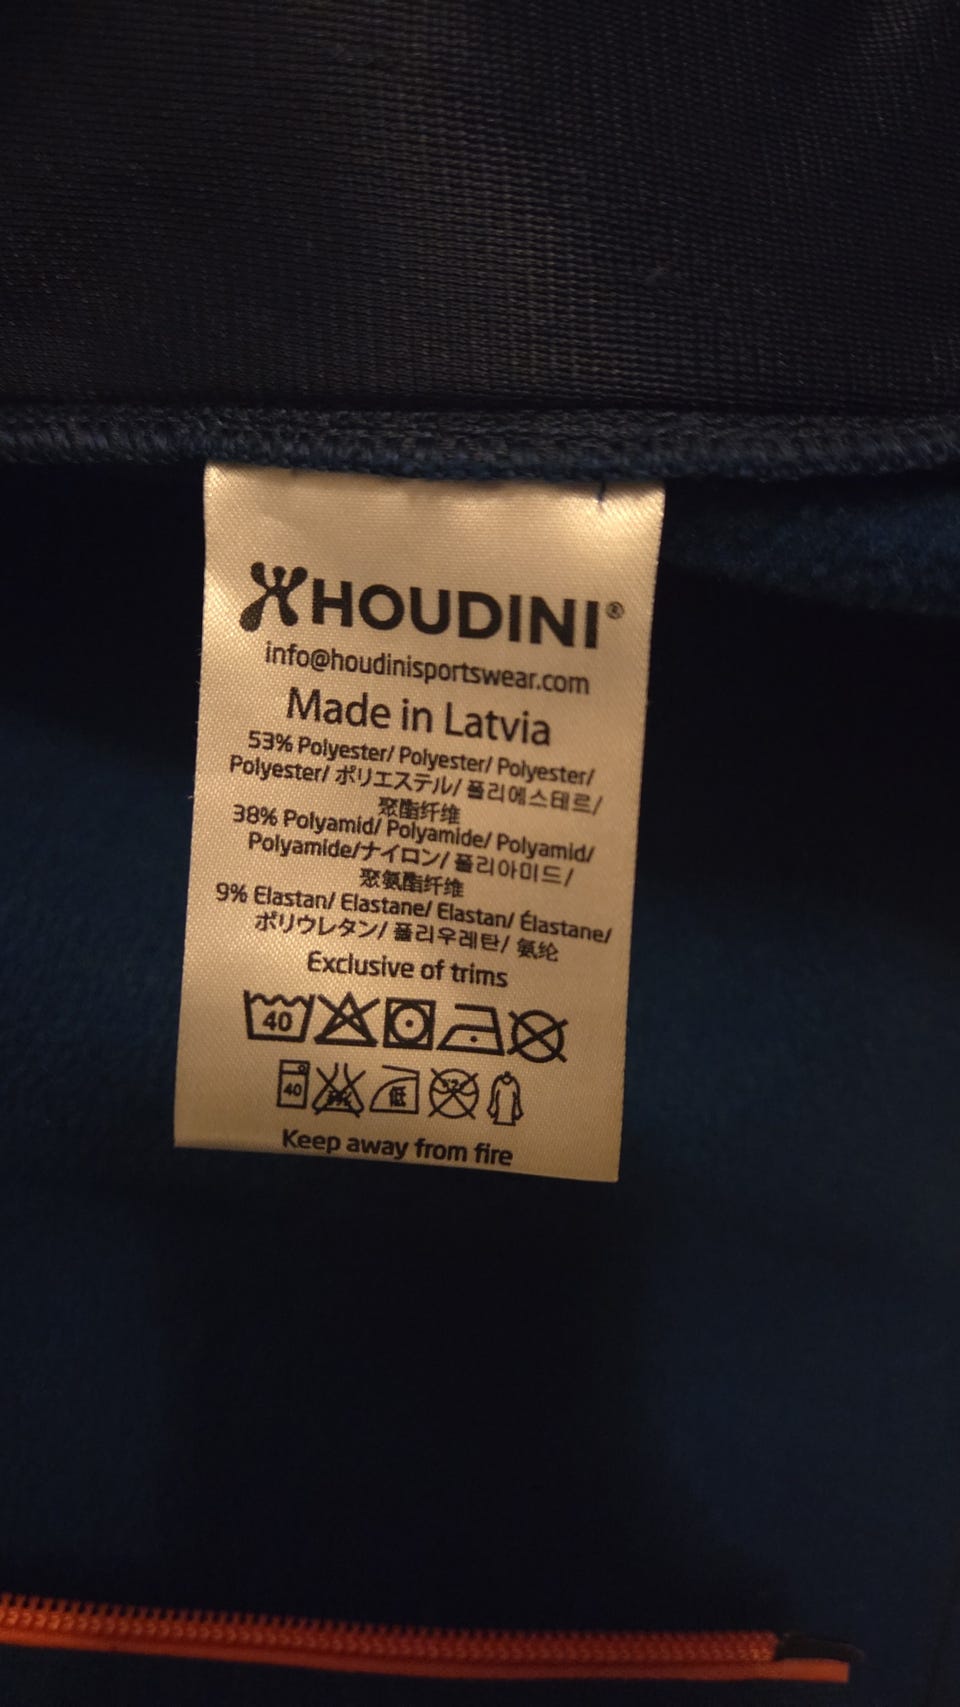 HOUDINI®
info@houdinisportswear.com
Made in Latvia
53% Polyester/ Polyester/ Polyester/
Polyester/ ポリエステル/ 폴리에스테르/
聚酯纤维
38% Polyamid/ Polyamide/ Polyamid/
Polyamide/ナイロン/ 폴리아미드/
聚氨酯纤维
9% Elastan/ Elastane/ Elastan/ Élastane/
ポリウレタン/ 폴리우레탄/ 氨纶
Exclusive of trims
40
40 低
Keep away from fire